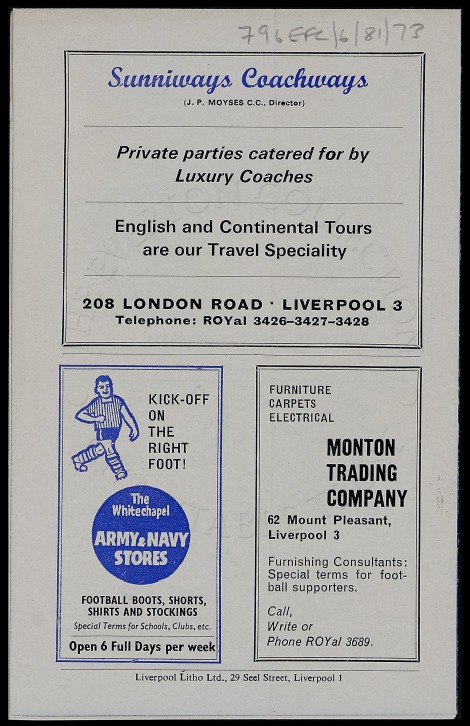 796EFC/6/81/73
Sunniways Coachways
(J. P. MOYSES C.C., Director)
Private parties catered for by
Luxury Coaches
English and Continental Tours
are our Travel Speciality
208 LONDON ROAD · LIVERPOOL 3
Telephone: ROYal 3426–3427–3428
KICK-OFF
ON
THE
RIGHT
FOOT!
The
Whitechapel
ARMY & NAVY
STORES
FOOTBALL BOOTS, SHORTS,
SHIRTS AND STOCKINGS
Special Terms for Schools, Clubs, etc.
Open 6 Full Days per week
FURNITURE
CARPETS
ELECTRICAL
MONTON
TRADING
COMPANY
62 Mount Pleasant,
Liverpool 3
Furnishing Consultants:
Special terms for foot-
ball supporters.
Call,
Write or
Phone ROYal 3689.
Liverpool Litho Ltd., 29 Seel Street, Liverpool 1